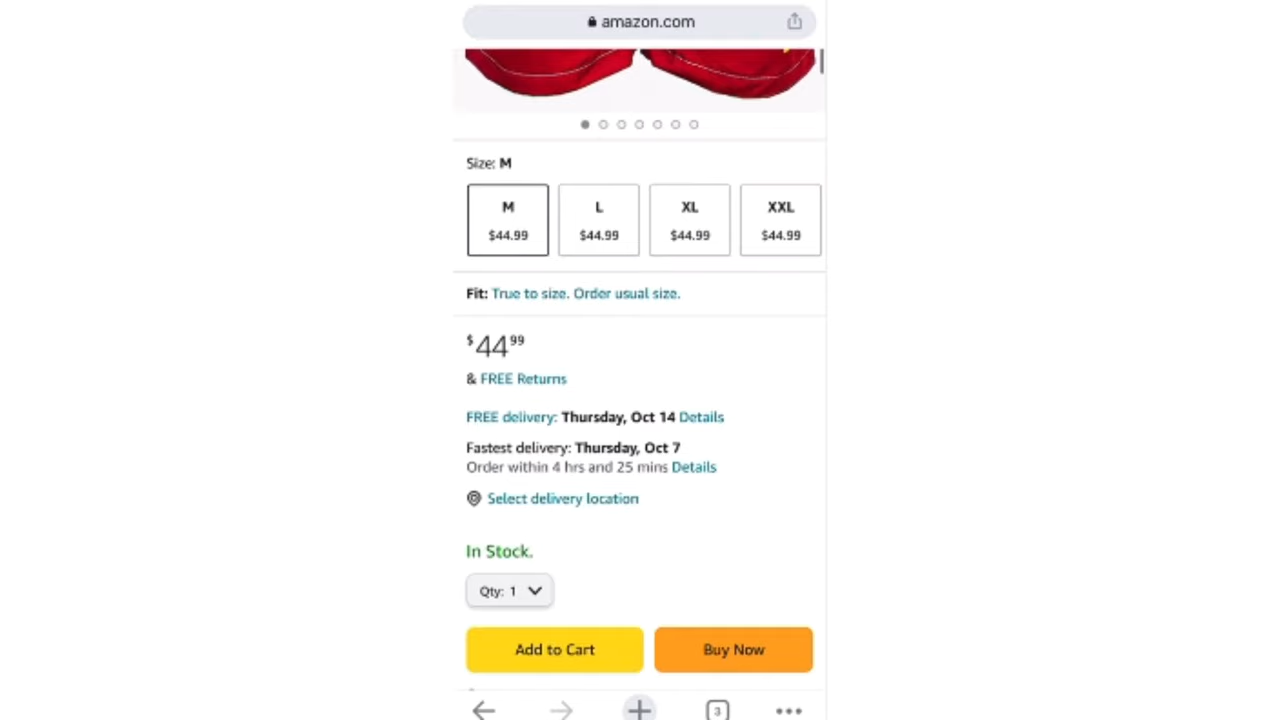 amazon.com
Size: M
M L XL XXL
$44.99 $44.99 $44.99 $44.99
Fit: True to size. Order usual size.
$44 99
& FREE Returns
FREE delivery: Thursday, Oct 14 Details
Fastest delivery: Thursday, Oct 7
Order within 4 hrs and 25 mins Details
Select delivery location
In Stock.
Qty: 1
Add to Cart Buy Now
3